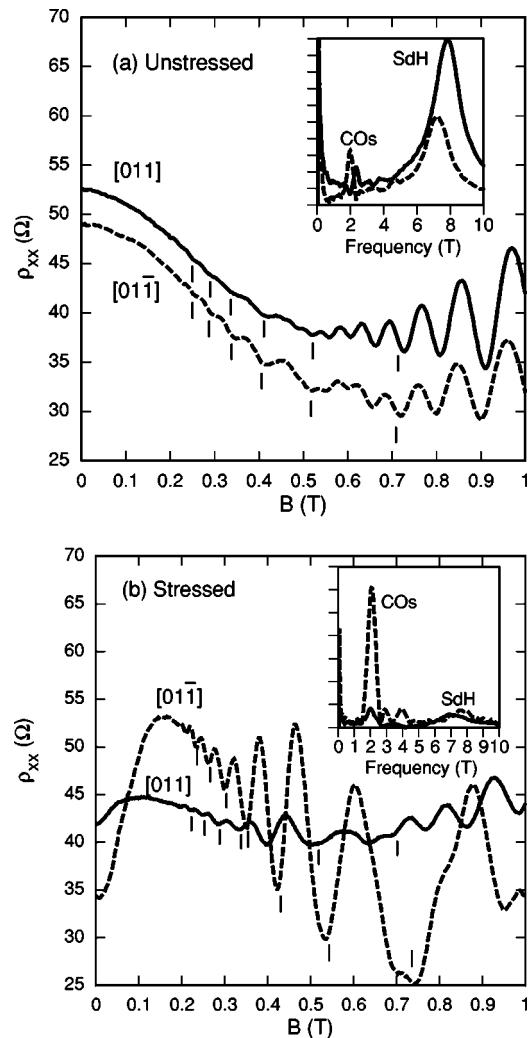 70
65
60
55
50
45
40
35
30
25
ρxx (Ω)
(a) Unstressed
[011]
[011̅]
SdH
COs
0 2 4 6 8 10
Frequency (T)
0 0.1 0.2 0.3 0.4 0.5 0.6 0.7 0.8 0.9 1
B (T)
70
65
60
55
50
45
40
35
30
25
ρxx (Ω)
(b) Stressed
[011̅]
[011]
COs
SdH
0 1 2 3 4 5 6 7 8 9 10
Frequency (T)
0 0.1 0.2 0.3 0.4 0.5 0.6 0.7 0.8 0.9 1
B (T)